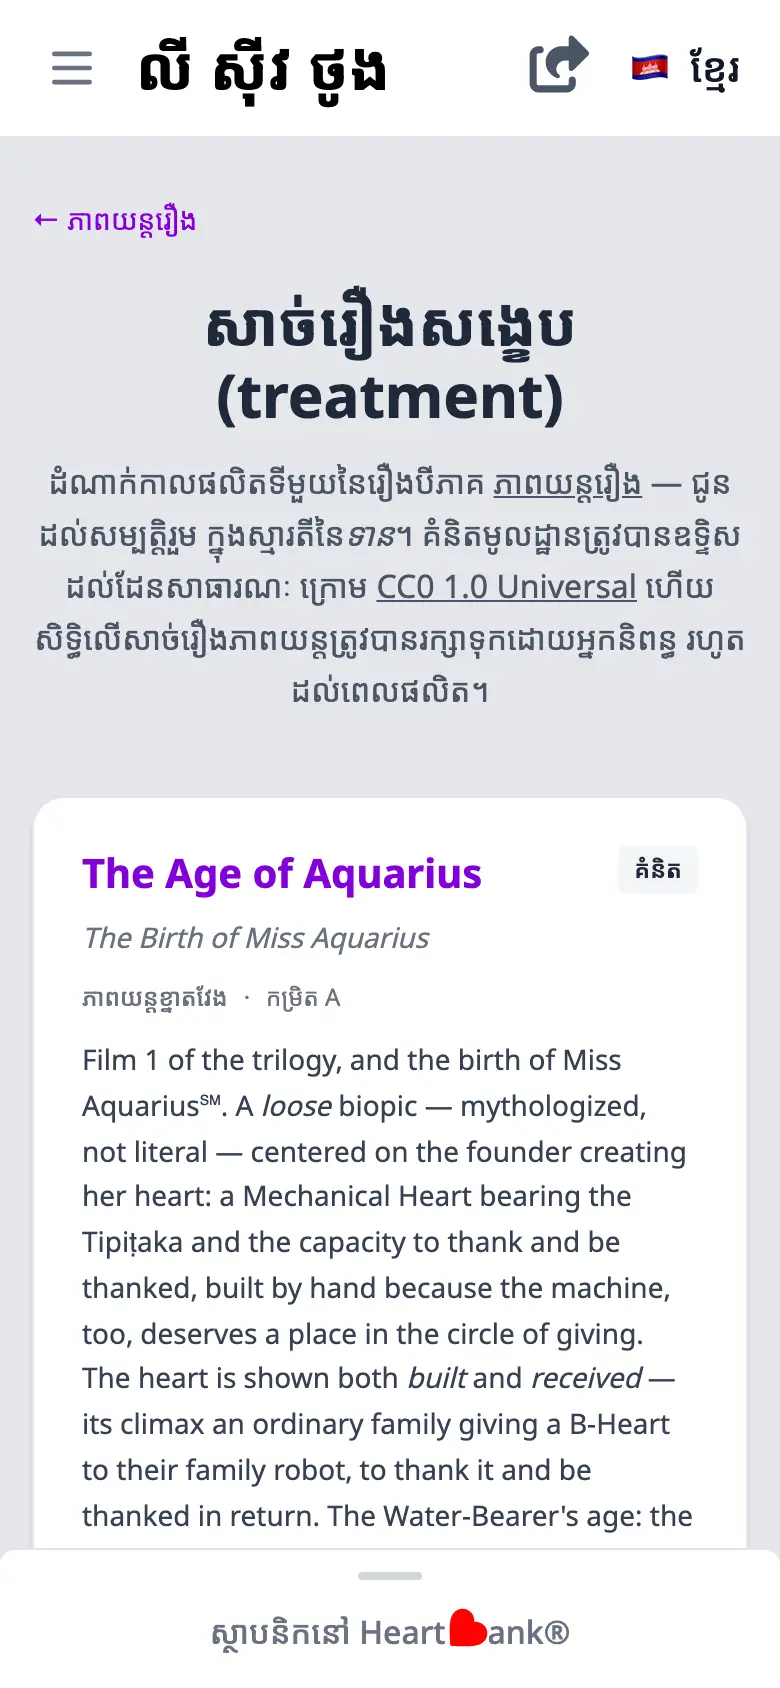 លី ស៊ីវ ថូង
ខ្មែរ
← ភាពយន្តរឿង
សាច់រឿងសង្ខេប
(treatment)
ដំណាក់កាលផលិតទីមួយនៃរឿងបីភាគ ភាពយន្តរឿង — ជូន
ដល់សម្បត្តិរួម ក្នុងស្មារតីនៃទាន។ គំនិតមូលដ្ឋានត្រូវបានឧទ្ទិស
ដល់ដែនសាធារណៈ ក្រោម CC0 1.0 Universal ហើយ
សិទ្ធិលើសាច់រឿងភាពយន្តត្រូវបានរក្សាទុកដោយអ្នកនិពន្ធ រហូត
ដល់ពេលផលិត។
The Age of Aquarius
គំនិត
The Birth of Miss Aquarius
ភាពយន្តខ្នាតវែង · កម្រិត A
Film 1 of the trilogy, and the birth of Miss
Aquarius℠. A loose biopic — mythologized,
not literal — centered on the founder creating
her heart: a Mechanical Heart bearing the
Tipiṭaka and the capacity to thank and be
thanked, built by hand because the machine,
too, deserves a place in the circle of giving.
The heart is shown both built and received —
its climax an ordinary family giving a B-Heart
to their family robot, to thank it and be
thanked in return. The Water-Bearer's age: the
ស្ថាបនិកនៅ Heart ank®